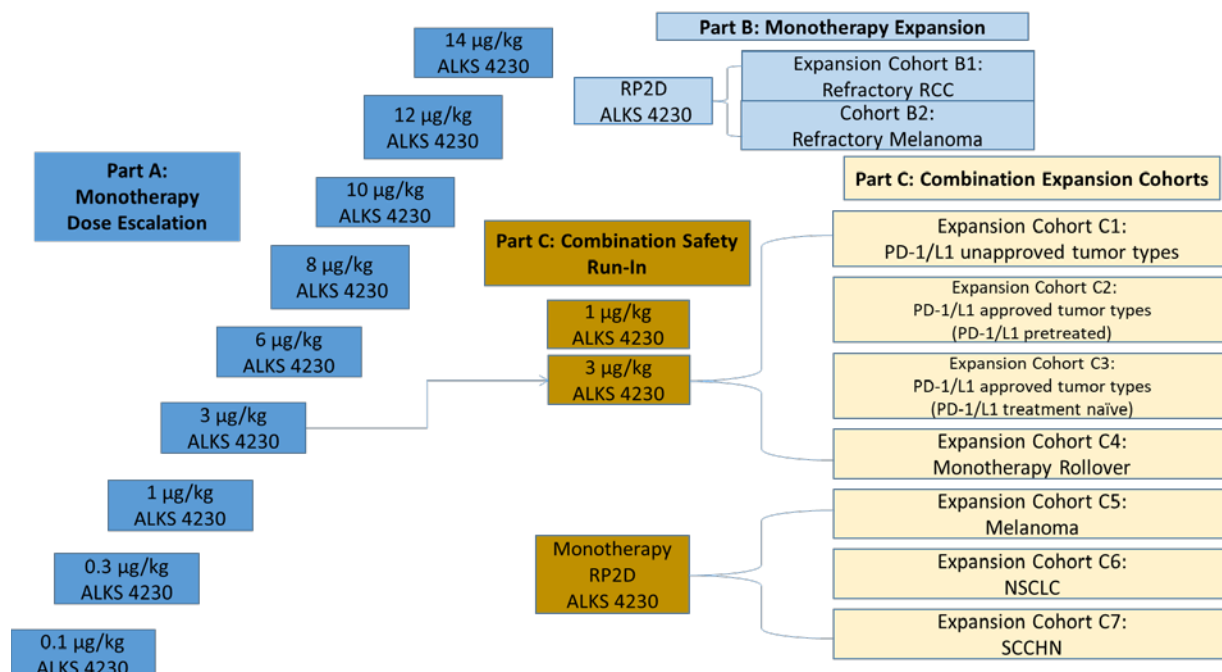 Part A:
Monotherapy
Dose Escalation
14 µg/kg
ALKS 4230
12 µg/kg
ALKS 4230
10 µg/kg
ALKS 4230
8 µg/kg
ALKS 4230
6 µg/kg
ALKS 4230
3 µg/kg
ALKS 4230
1 µg/kg
ALKS 4230
0.3 µg/kg
ALKS 4230
0.1 µg/kg
ALKS 4230
Part B: Monotherapy Expansion
RP2D
ALKS 4230
Expansion Cohort B1:
Refractory RCC
Cohort B2:
Refractory Melanoma
Part C: Combination Safety
Run-In
1 µg/kg
ALKS 4230
3 µg/kg
ALKS 4230
Monotherapy
RP2D
ALKS 4230
Part C: Combination Expansion Cohorts
Expansion Cohort C1:
PD-1/L1 unapproved tumor types
Expansion Cohort C2:
PD-1/L1 approved tumor types
(PD-1/L1 pretreated)
Expansion Cohort C3:
PD-1/L1 approved tumor types
(PD-1/L1 treatment naïve)
Expansion Cohort C4:
Monotherapy Rollover
Expansion Cohort C5:
Melanoma
Expansion Cohort C6:
NSCLC
Expansion Cohort C7:
SCCHN